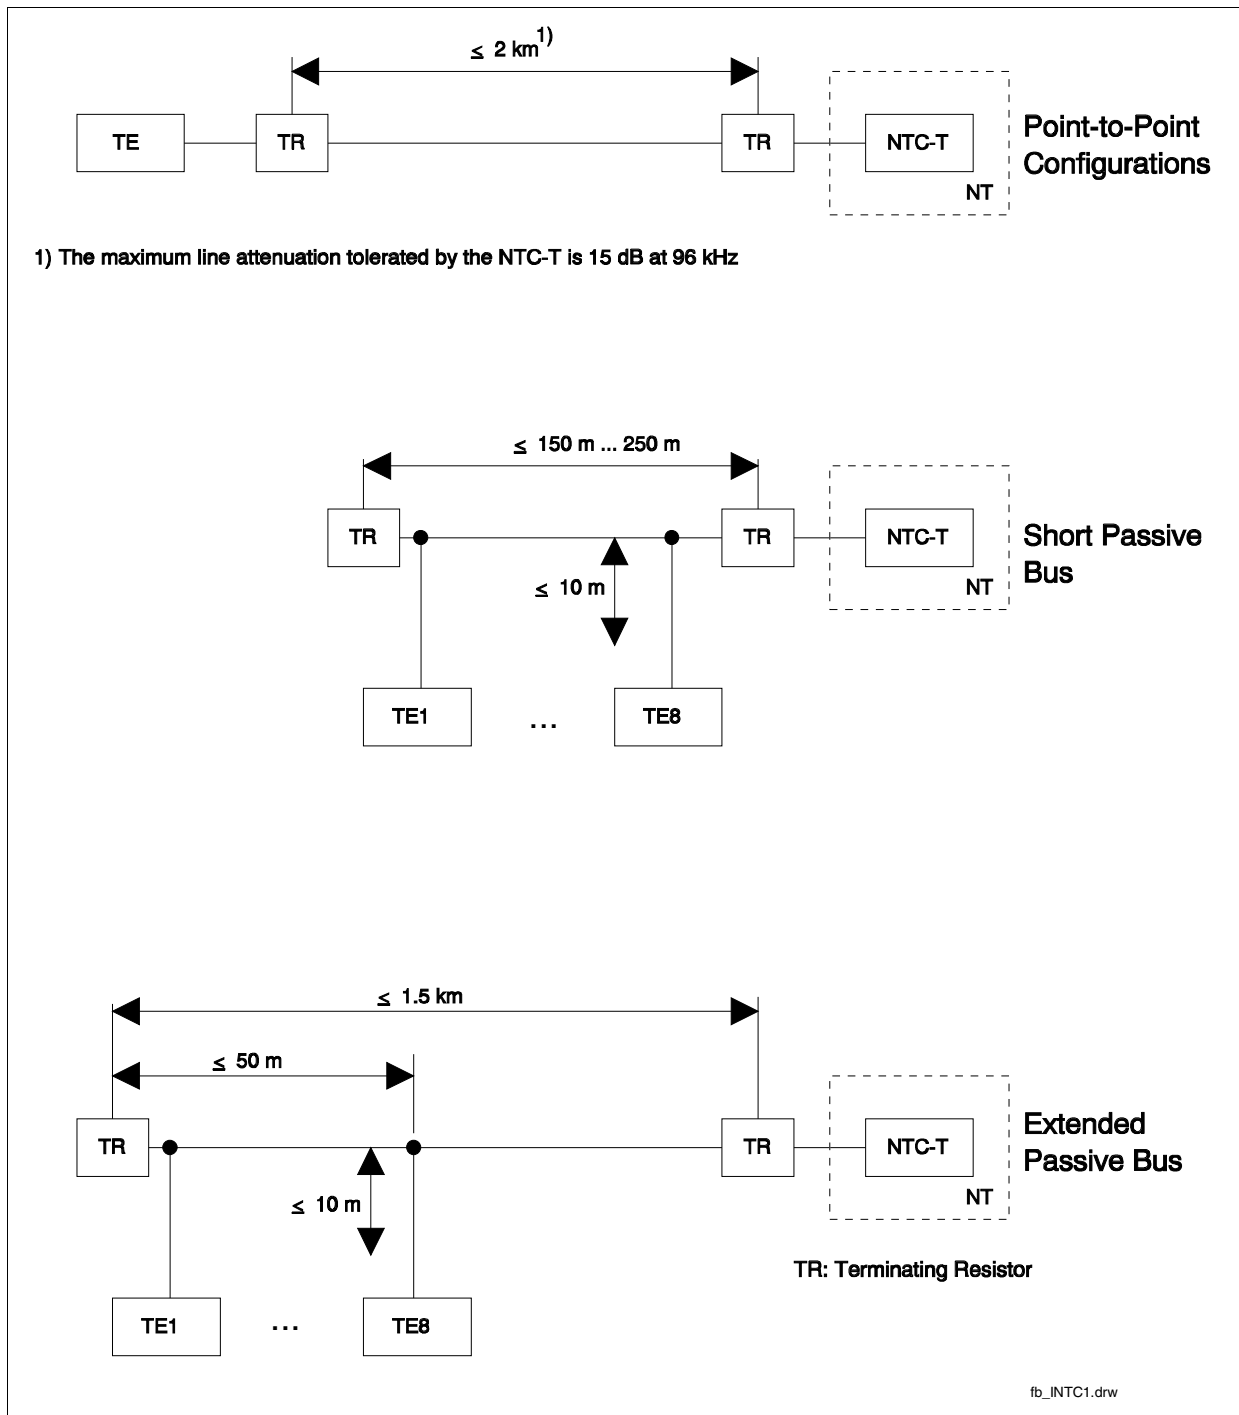 ≤ 2 km1)
TE
TR
TR
NTC-T
NT
Point-to-Point
Configurations
1) The maximum line attenuation tolerated by the NTC-T is 15 dB at 96 kHz
≤ 150 m ... 250 m
TR
TR
NTC-T
NT
Short Passive
Bus
≤ 10 m
TE1
...
TE8
≤ 1.5 km
≤ 50 m
TR
TR
NTC-T
NT
Extended
Passive Bus
≤ 10 m
TR: Terminating Resistor
TE1
...
TE8
fb_INTC1.drw